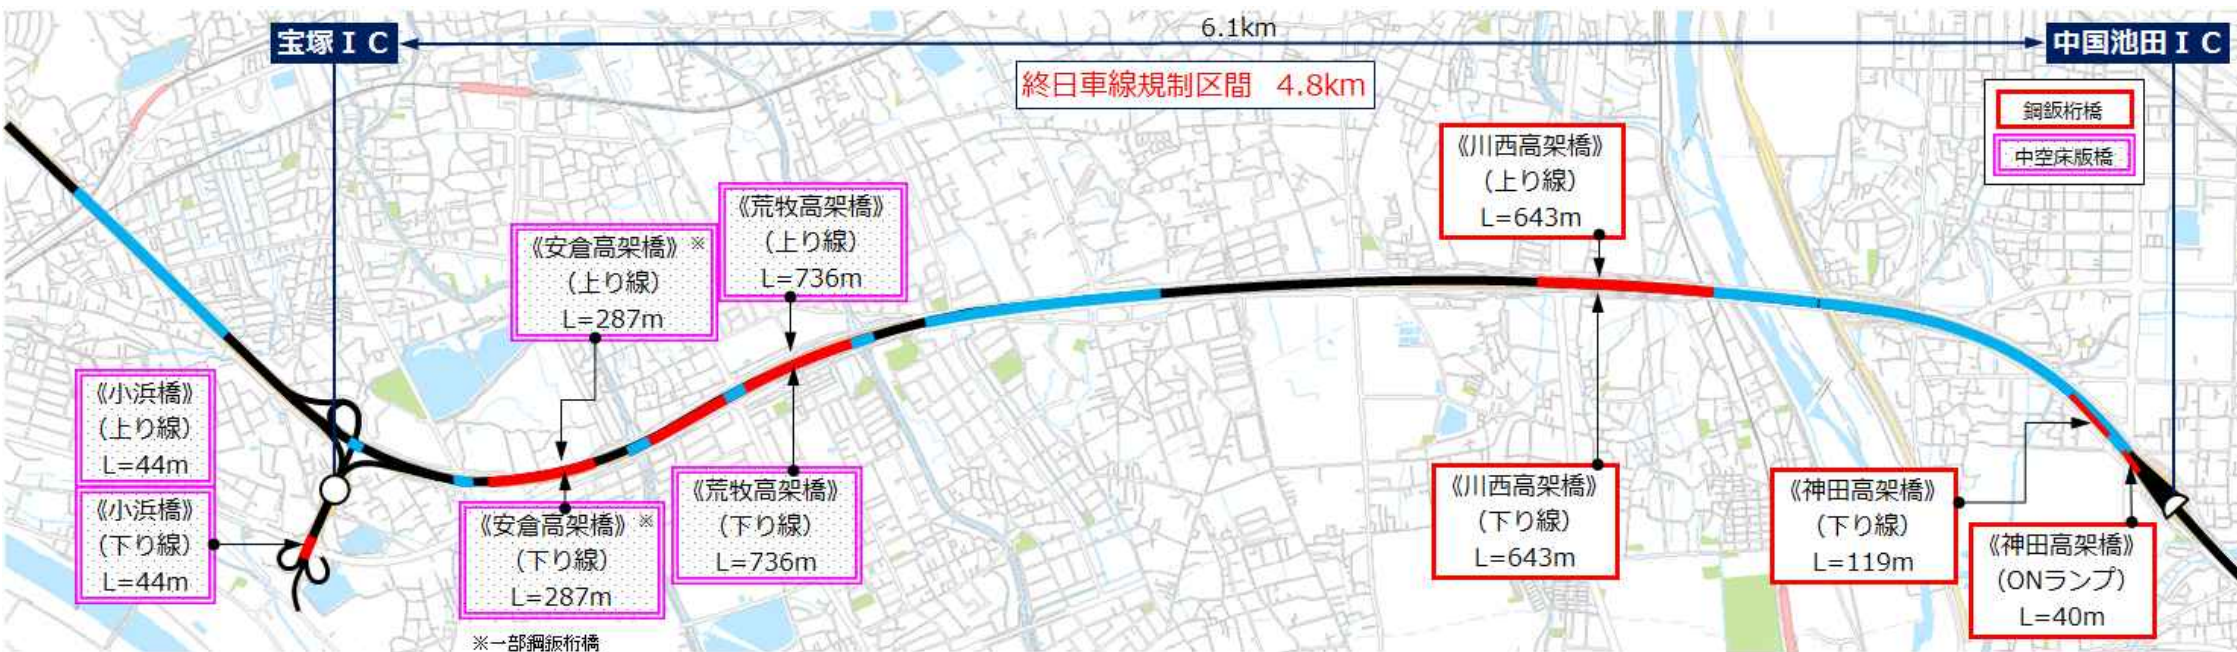 宝塚ＩＣ
6.1km
中国池田ＩＣ
終日車線規制区間 4.8km
鋼鈑桁橋
中空床版橋
《川西高架橋》
（上り線）
L=643m
《荒牧高架橋》
（上り線）
L=736m
《安倉高架橋》※
（上り線）
L=287m
《小浜橋》
（上り線）
L=44m
《小浜橋》
（下り線）
L=44m
《安倉高架橋》※
（下り線）
L=287m
※一部鋼鈑桁橋
《荒牧高架橋》
（下り線）
L=736m
《川西高架橋》
（下り線）
L=643m
《神田高架橋》
（下り線）
L=119m
《神田高架橋》
（ONランプ）
L=40m